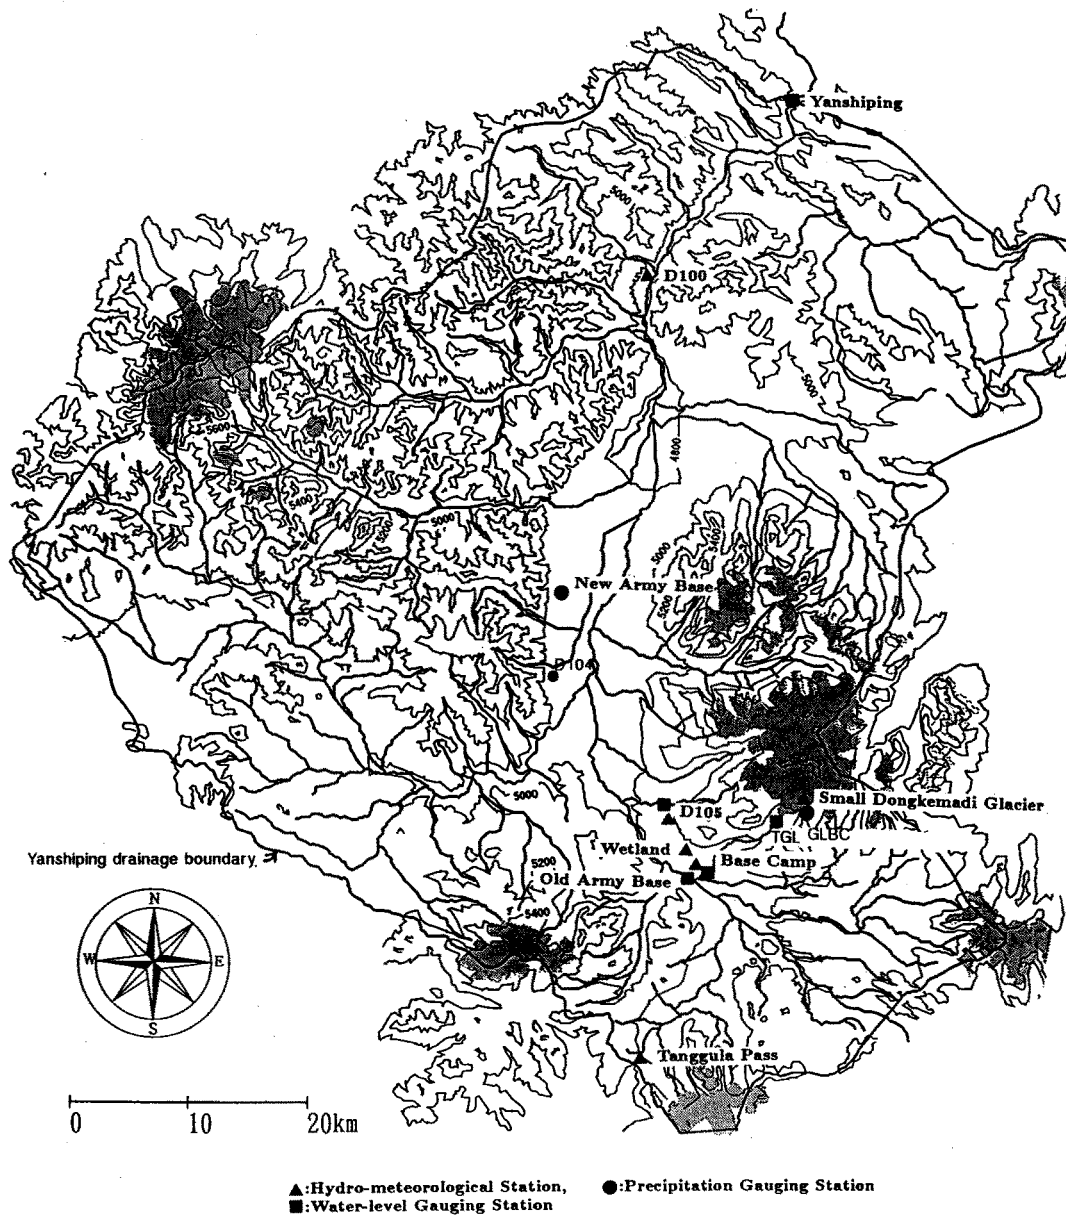 Yanshiping
5000
D100
5000
4800
5600
5400
5200
5000
5000
5400
5200
New Army Base
D104
5000
D105
Small Dongkemadi Glacier
TGL
GLBC
Wetland
Base Camp
Old Army Base
Yanshiping drainage boundary
5200
5400
N
W
E
S
Tanggula Pass
0 10 20km
▲:Hydro-meteorological Station, ●:Precipitation Gauging Station
■:Water-level Gauging Station